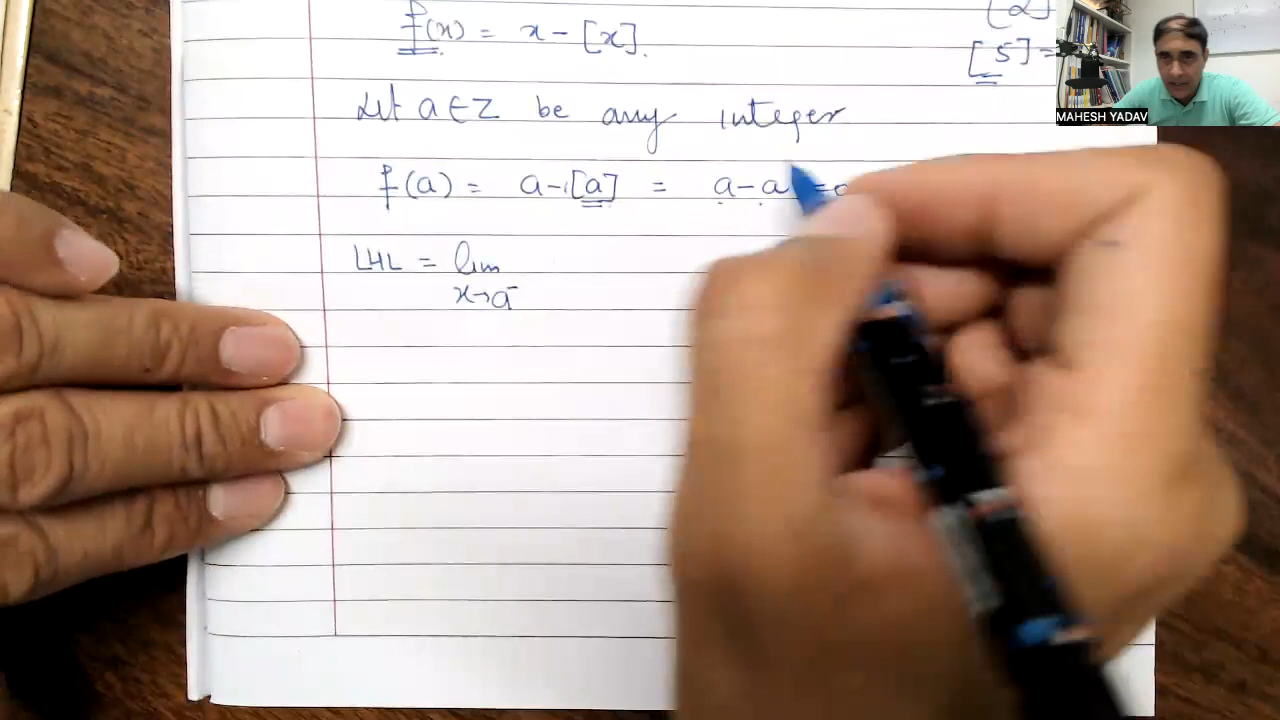 f(x) = x - [x].
[5] =
Let a ∈ Z be any integer
MAHESH YADAV
f(a) = a - [a] = a - a =
LHL = lim
x→a⁻